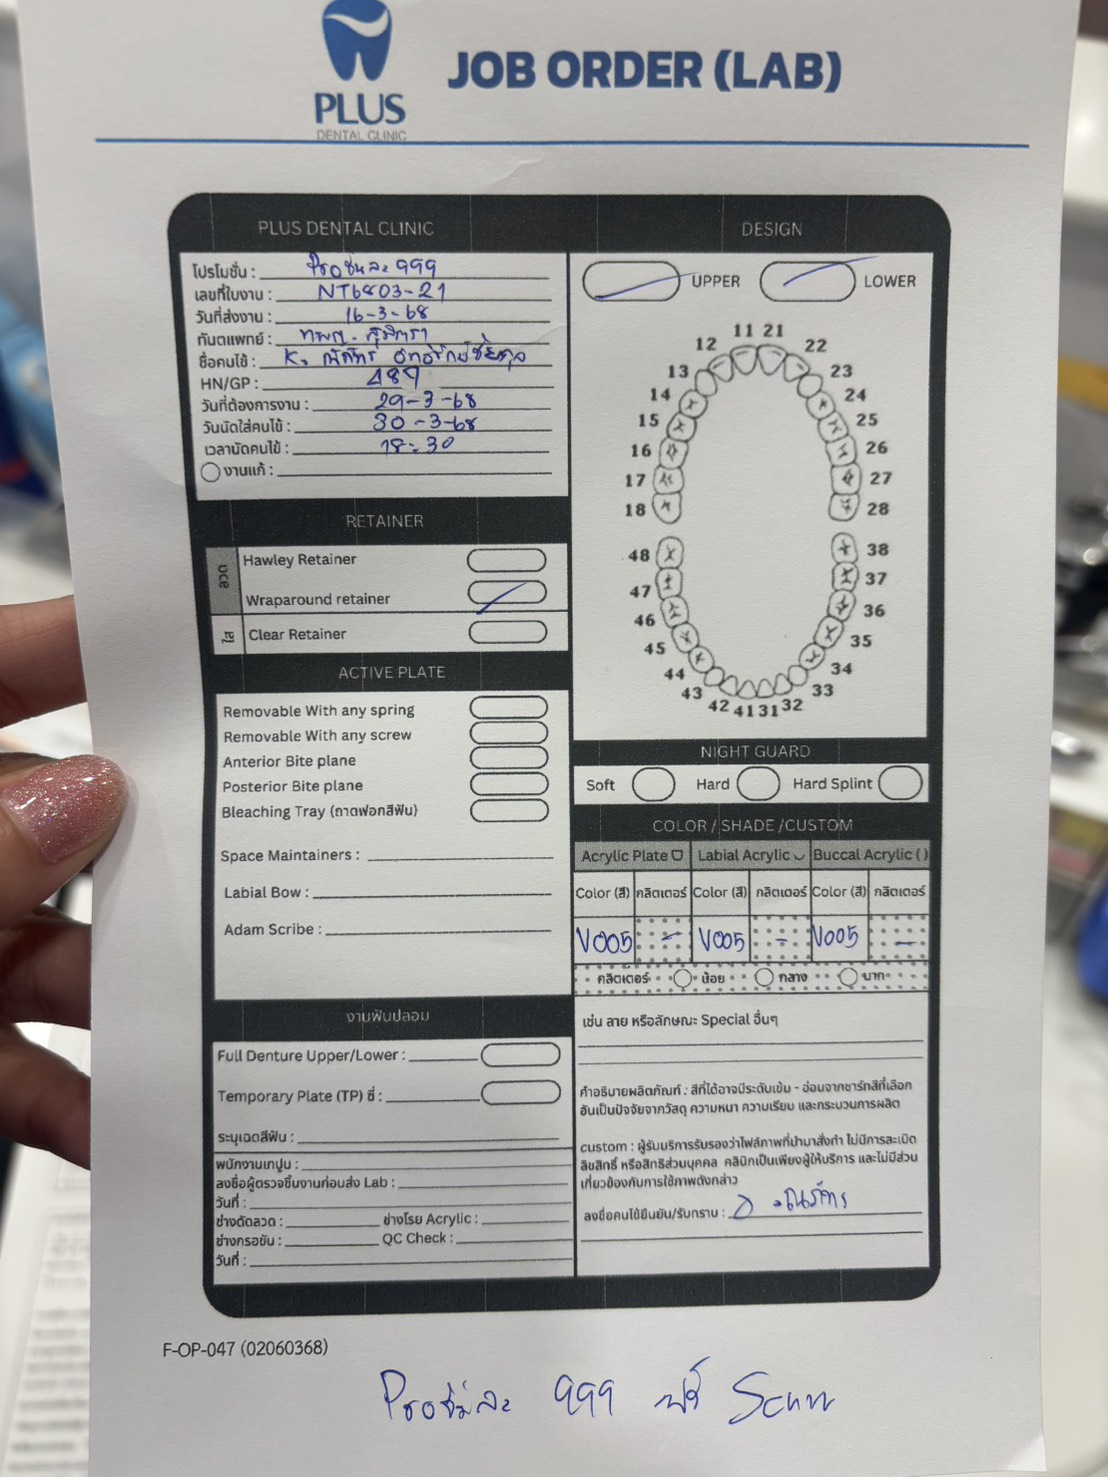 PLUS
DENTAL CLINIC
JOB ORDER (LAB)
PLUS DENTAL CLINIC
โปรโมชั่น : Pro ชิ้นละ 999
เลขที่ใบงาน : NT6803-21
วันที่ส่งงาน : 16-3-68
ทันตแพทย์ : ทพญ. สุมิตรา
ชื่อคนไข้ : K.
HN/GP : 489
วันที่ต้องการงาน : 29-3-68
วันนัดใส่คนไข้ : 30-3-68
เวลานัดคนไข้ : 18:30
งานแก้ :
RETAINER
ลวด
Hawley Retainer
Wraparound retainer
ใส
Clear Retainer
ACTIVE PLATE
Removable With any spring
Removable With any screw
Anterior Bite plane
Posterior Bite plane
Bleaching Tray (ถาดฟอกสีฟัน)
Space Maintainers :
Labial Bow :
Adam Scribe :
งานฟันปลอม
Full Denture Upper/Lower :
Temporary Plate (TP) ซี่ :
ระบุเฉดสีฟัน :
พนักงานเทปูน :
ลงชื่อผู้ตรวจชิ้นงานก่อนส่ง Lab :
วันที่ :
ช่างดัดลวด : ช่างโรย Acrylic :
ช่างกรอขัน : QC Check :
วันที่ :
DESIGN
UPPER LOWER
11 21
12 22
13 23
14 24
15 25
16 26
17 27
18 28
48 38
47 37
46 36
45 35
44 34
43 33
42 41 31 32
NIGHT GUARD
Soft Hard Hard Splint
COLOR / SHADE /CUSTOM
Acrylic Plate Labial Acrylic Buccal Acrylic ( )
Color (สี) กลิตเตอร์ Color (สี) กลิตเตอร์ Color (สี) กลิตเตอร์
V005 - V005 - V005 -
กลิตเตอร์ น้อย กลาง มาก
เช่น ลาย หรือลักษณะ Special อื่นๆ
คำอธิบายผลิตภัณฑ์ : สีที่ได้อาจมีระดับเข้ม - อ่อนจากชาร์ทสีที่เลือก
อันเป็นปัจจัยจากวัสดุ ความหนา ความเรียบ และกระบวนการผลิต
custom : ผู้รับบริการรับรองว่าไฟล์ภาพที่นำมาสั่งทำ ไม่มีการละเมิด
ลิขสิทธิ์ หรือสิทธิส่วนบุคคล คลินิกเป็นเพียงผู้ให้บริการ และไม่มีส่วน
เกี่ยวข้องกับการใช้ภาพดังกล่าว
ลงชื่อคนไข้ยืนยัน/รับทราบ :
F-OP-047 (02060368)
Pro ชิ้นละ 999 ฟรี Scan